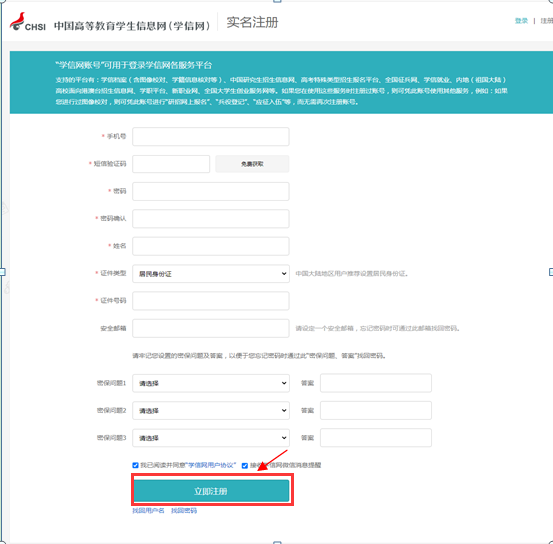 CHSI 中国高等教育学生信息网(学信网) 实名注册 登录 | 注册
“学信网账号”可用于登录学信网各服务平台
支持的平台有：学信档案（含图像校对、学籍信息核对等）、中国研究生招生信息网、高考特殊类型招生报名平台、全国征兵网、学信就业、内地（祖国大陆）
高校面向港澳台招生信息网、学职平台、新职业网、全国大学生创业服务网等。如果您在使用这些服务时注册过账号，则可凭此账号使用其他服务，例如：如果
您进行过图像校对，则可凭此账号进行“研招网上报名”、“兵役登记”、“应征入伍”等，而无需再次注册账号。
* 手机号
* 短信验证码 免费获取
* 密码
* 密码确认
* 姓名
* 证件类型 居民身份证 中国大陆地区用户推荐设置居民身份证。
* 证件号码
安全邮箱 请设定一个安全邮箱，忘记密码时可通过此邮箱找回密码。
请牢记您设置的密保问题及答案，以便于您忘记密码时通过此“密保问题、答案”找回密码。
密保问题1 请选择 答案
密保问题2 请选择 答案
密保问题3 请选择 答案
我已阅读并同意“学信网用户协议” 接收 信网微信消息提醒
立即注册
找回用户名 找回密码